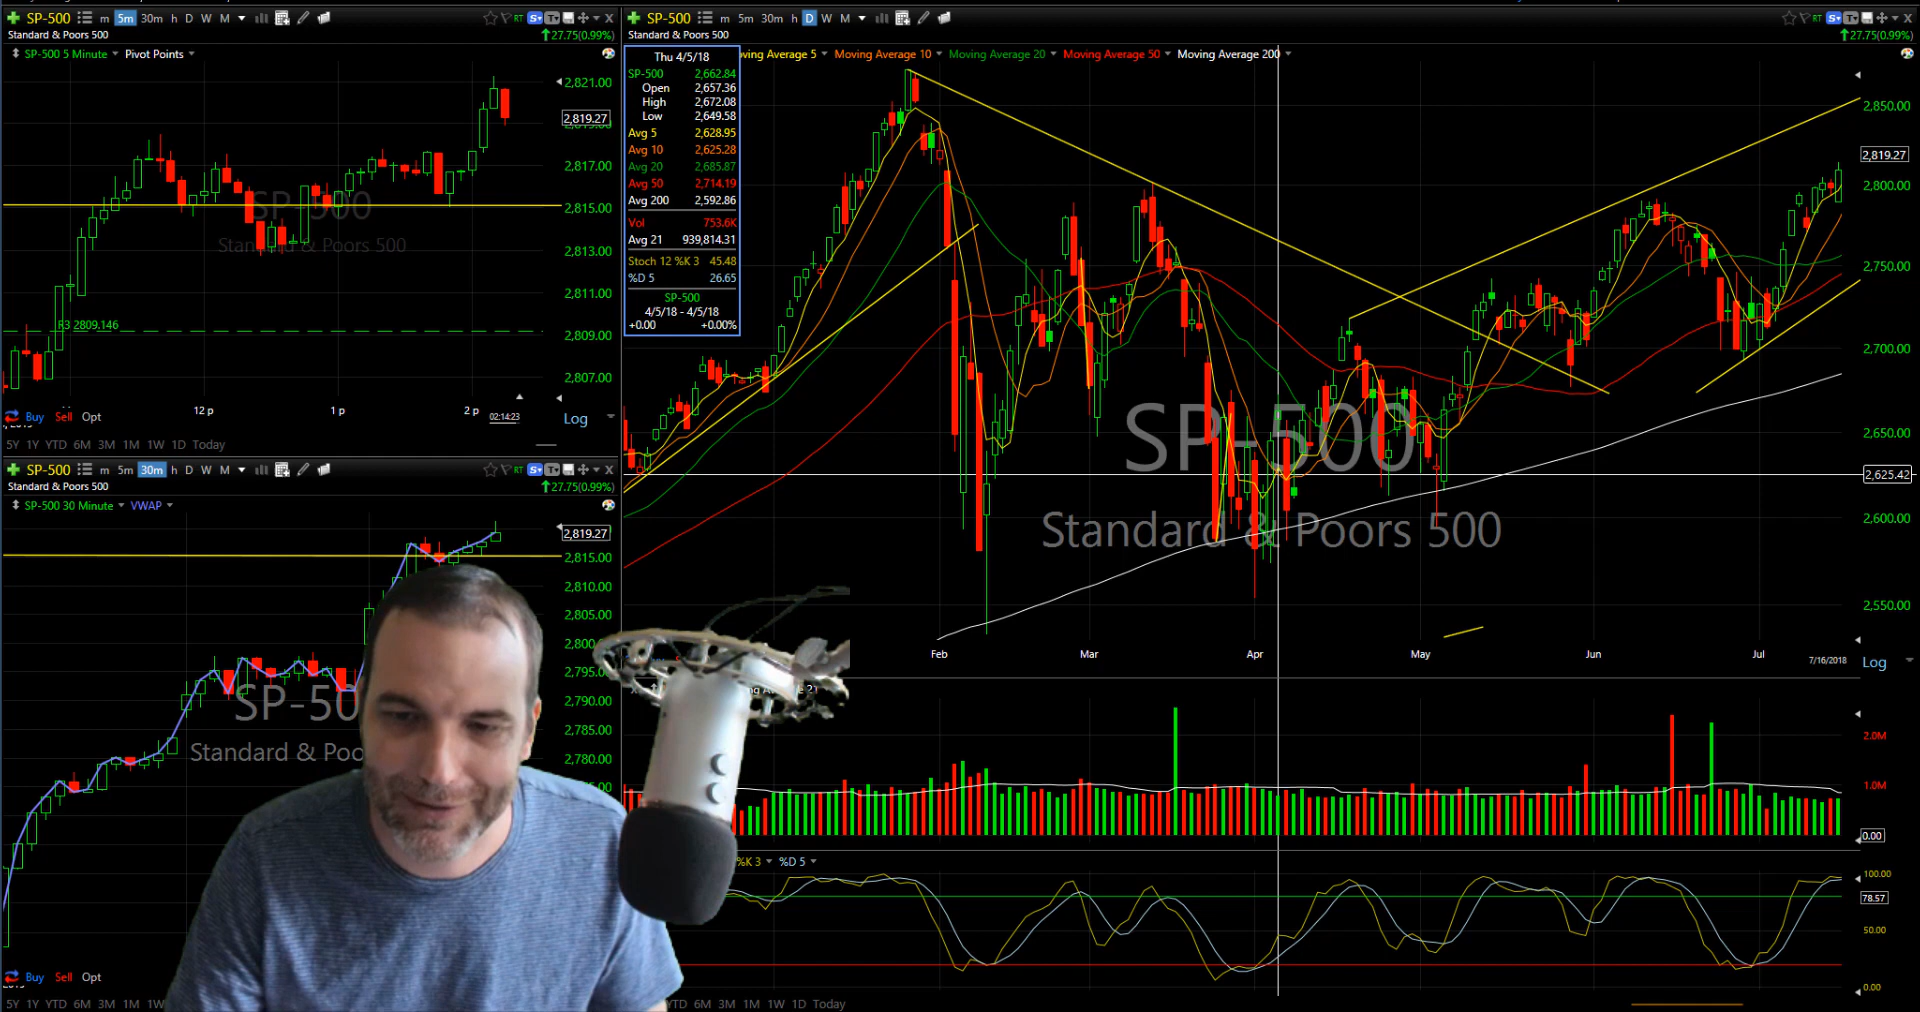 SP-500 m 5m 30m h D W M RT S T X
Standard & Poors 500
27.75(0.99%)
SP-500 5 Minute Pivot Points
2,821.00
2,819.27
2,817.00
2,815.00
2,813.00
2,811.00
2,809.00
2,807.00
SP-500
Standard & Poors 500
R3 2809.146
12 p 1 p 2 p 02:14:23
Buy Sell Opt Log
5Y 1Y YTD 6M 3M 1M 1W 1D Today
SP-500 m 5m 30m h D W M RT S T X
Standard & Poors 500
27.75(0.99%)
SP-500 30 Minute VWAP
2,819.27
2,815.00
2,810.00
2,805.00
2,800
2,795
2,790.00
2,785.00
2,780.00
SP-50
Standard & Poo
Buy Sell Opt
5Y 1Y YTD 6M 3M 1M 1W
SP-500 m 5m 30m h D W M RT S T X
Standard & Poors 500
27.75(0.99%)
oving Average 5 Moving Average 10 Moving Average 20 Moving Average 50 Moving Average 200
Thu 4/5/18
SP-500 2,662.84
Open 2,657.36
High 2,672.08
Low 2,649.58
Avg 5 2,628.95
Avg 10 2,625.28
Avg 20 2,685.87
Avg 50 2,714.19
Avg 200 2,592.86
Vol 753.6K
Avg 21 939,814.31
Stoch 12 %K 3 45.48
%D 5 26.65
SP-500
4/5/18 - 4/5/18
+0.00 +0.00%
2,850.00
2,819.27
2,800.00
2,750.00
2,700.00
2,650.00
2,625.42
2,600.00
2,550.00
SP-500
Standard & Poors 500
Feb Mar Apr May Jun Jul 7/16/2018 Log
2.0M
1.0M
0.00
%K 3 %D 5
100.00
78.57
50.00
0.00
YTD 6M 3M 1M 1W 1D Today